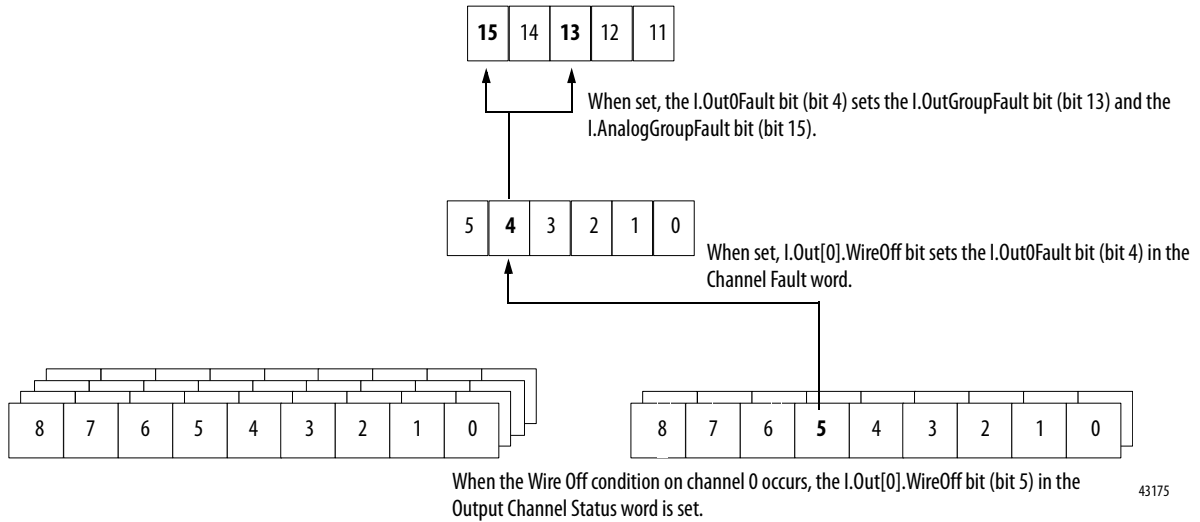 15 14 13 12 11
When set, the I.Out0Fault bit (bit 4) sets the I.OutGroupFault bit (bit 13) and the
I.AnalogGroupFault bit (bit 15).
5 4 3 2 1 0
When set, I.Out[0].WireOff bit sets the I.Out0Fault bit (bit 4) in the
Channel Fault word.
8 7 6 5 4 3 2 1 0
8 7 6 5 4 3 2 1 0
When the Wire Off condition on channel 0 occurs, the I.Out[0].WireOff bit (bit 5) in the
Output Channel Status word is set.
43175